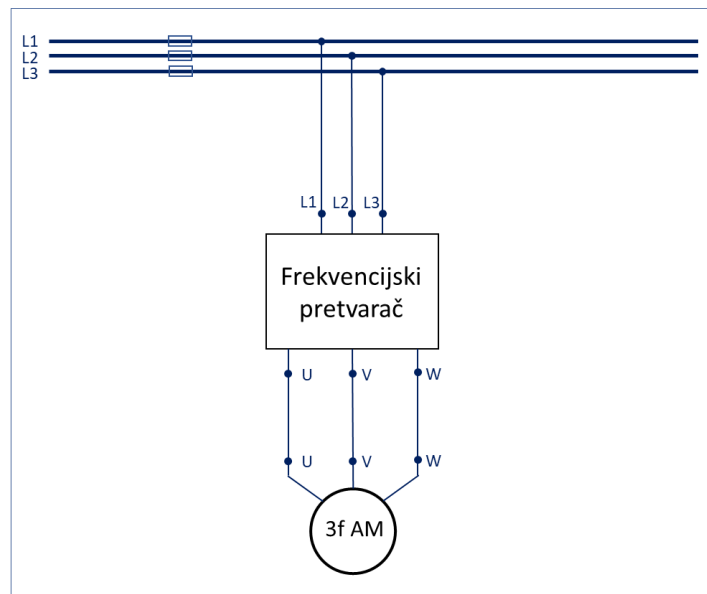 L1
L2
L3
L1 L2 L3
Frekvencijski
pretvarač
U V W
U V W
3f AM